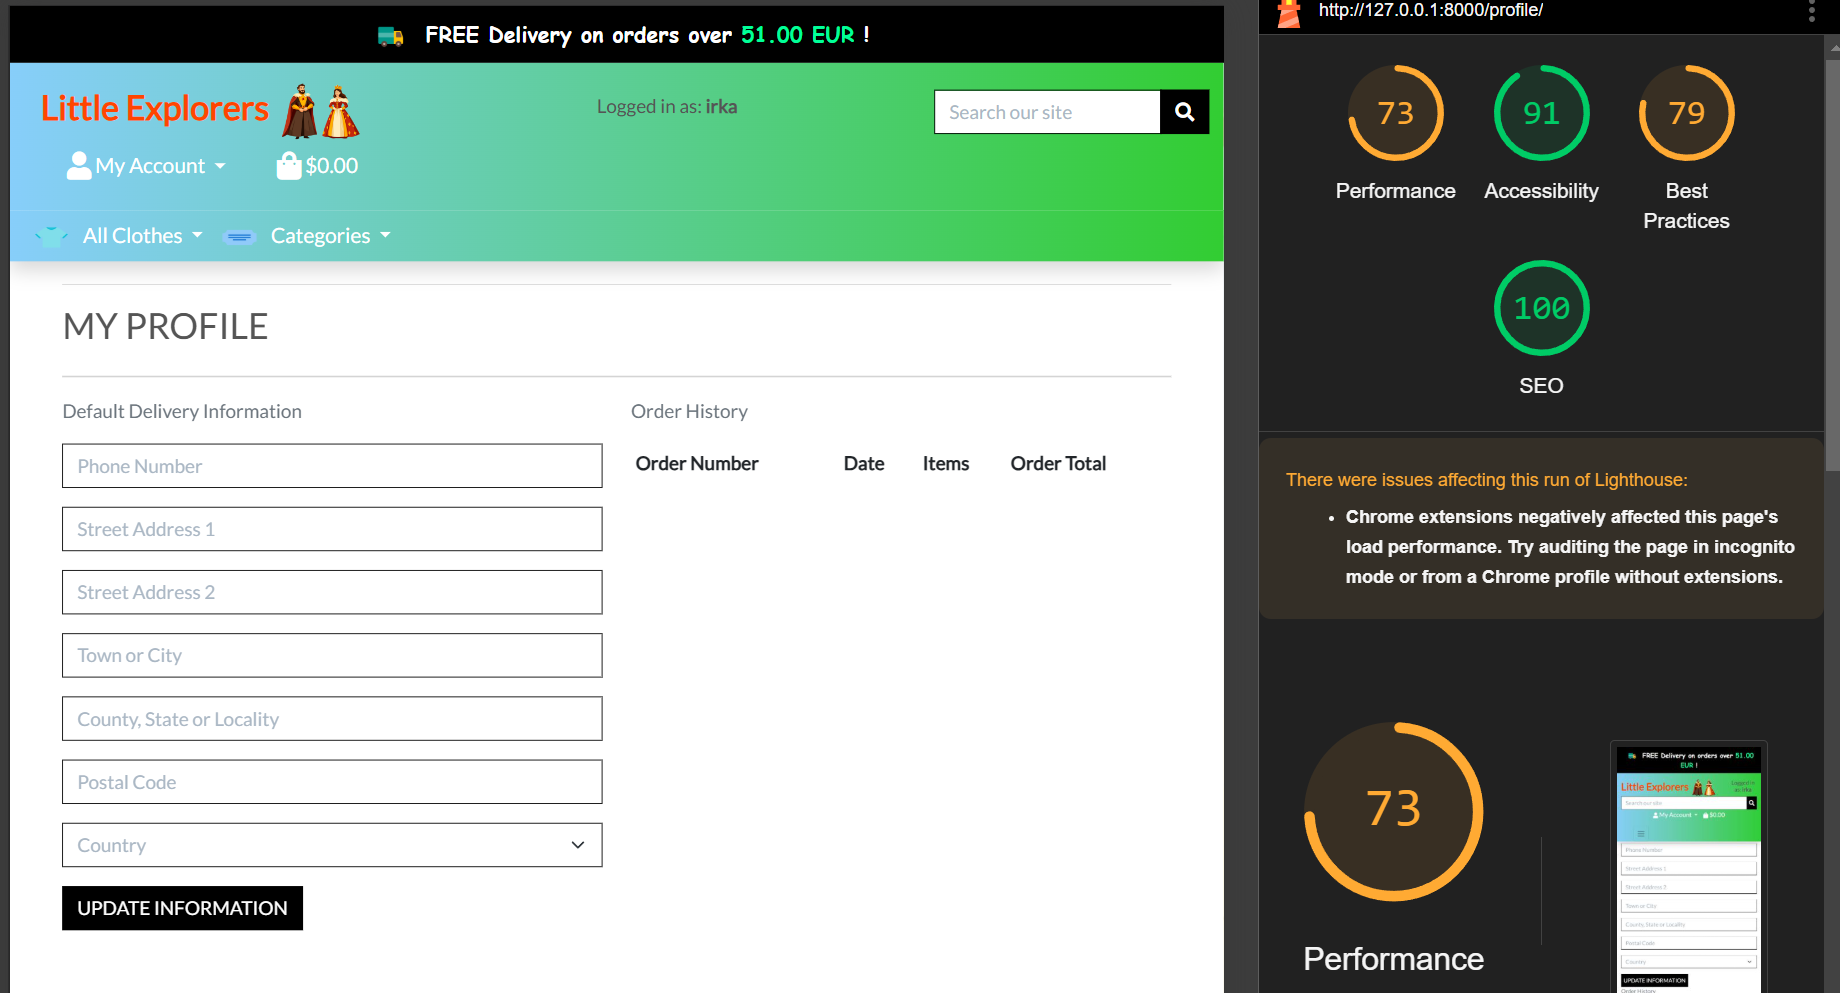 FREE Delivery on orders over 51.00 EUR !
Little Explorers
Logged in as: irka
Search our site
My Account
$0.00
All Clothes
Categories
MY PROFILE
Default Delivery Information
Phone Number
Street Address 1
Street Address 2
Town or City
County, State or Locality
Postal Code
Country
UPDATE INFORMATION
Order History
Order Number Date Items Order Total
http://127.0.0.1:8000/profile/
73
Performance
91
Accessibility
79
Best
Practices
100
SEO
There were issues affecting this run of Lighthouse:
• Chrome extensions negatively affected this page's
load performance. Try auditing the page in incognito
mode or from a Chrome profile without extensions.
73
Performance
FREE Delivery on orders over 51.00
EUR !
Little Explorers
Logged in
as: irka
Search our site
My Account
$0.00
Phone Number
Street Address 1
Street Address 2
Town or City
County, State or Locality
Postal Code
Country
UPDATE INFORMATION
Order History